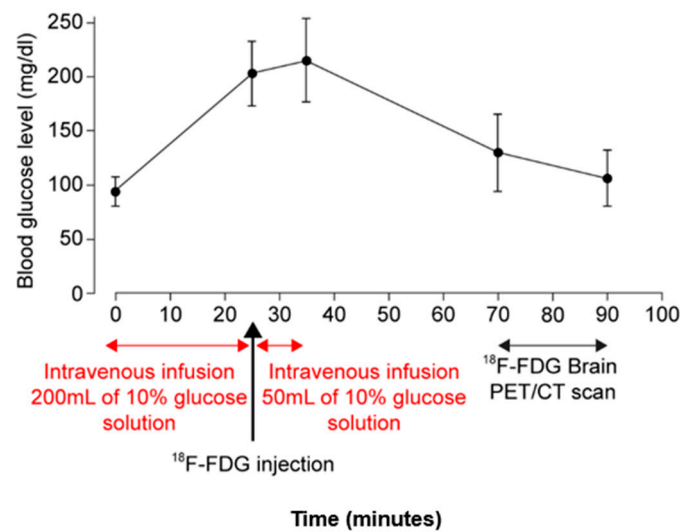 Blood glucose level (mg/dl)
250
200
150
100
50
0
0 10 20 30 40 50 60 70 80 90 100
Intravenous infusion
200mL of 10% glucose
solution
Intravenous infusion
50mL of 10% glucose
solution
¹⁸F-FDG Brain
PET/CT scan
¹⁸F-FDG injection
Time (minutes)